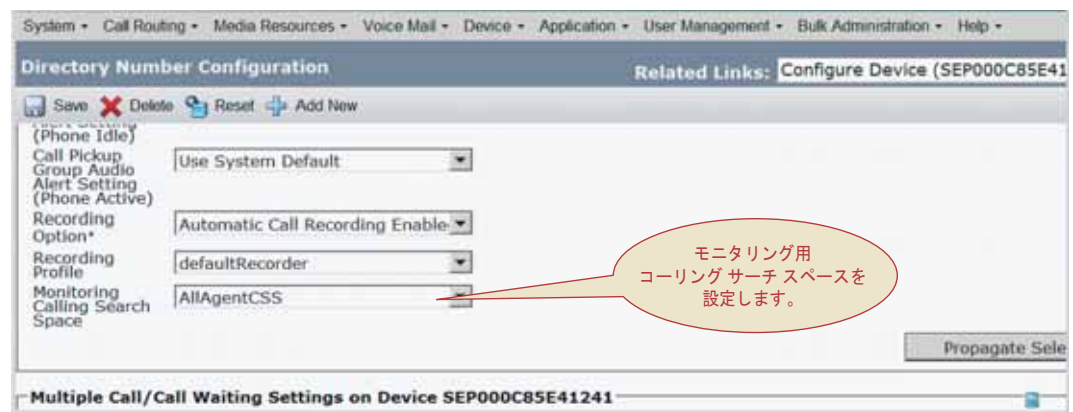 System Call Routing Media Resources Voice Mail Device Application User Management Bulk Administration Help
Directory Number Configuration
Related Links: Configure Device (SEP000C85E41
Save Delete Reset Add New
(Phone Idle)
Call Pickup
Group Audio
Alert Setting
(Phone Active)
Use System Default
Recording
Option*
Automatic Call Recording Enable
Recording
Profile
defaultRecorder
Monitoring
Calling Search
Space
AllAgentCSS
モニタリング用
コーリング サーチ スペースを
設定します。
Propagate Sele
Multiple Call/Call Waiting Settings on Device SEP000C85E41241